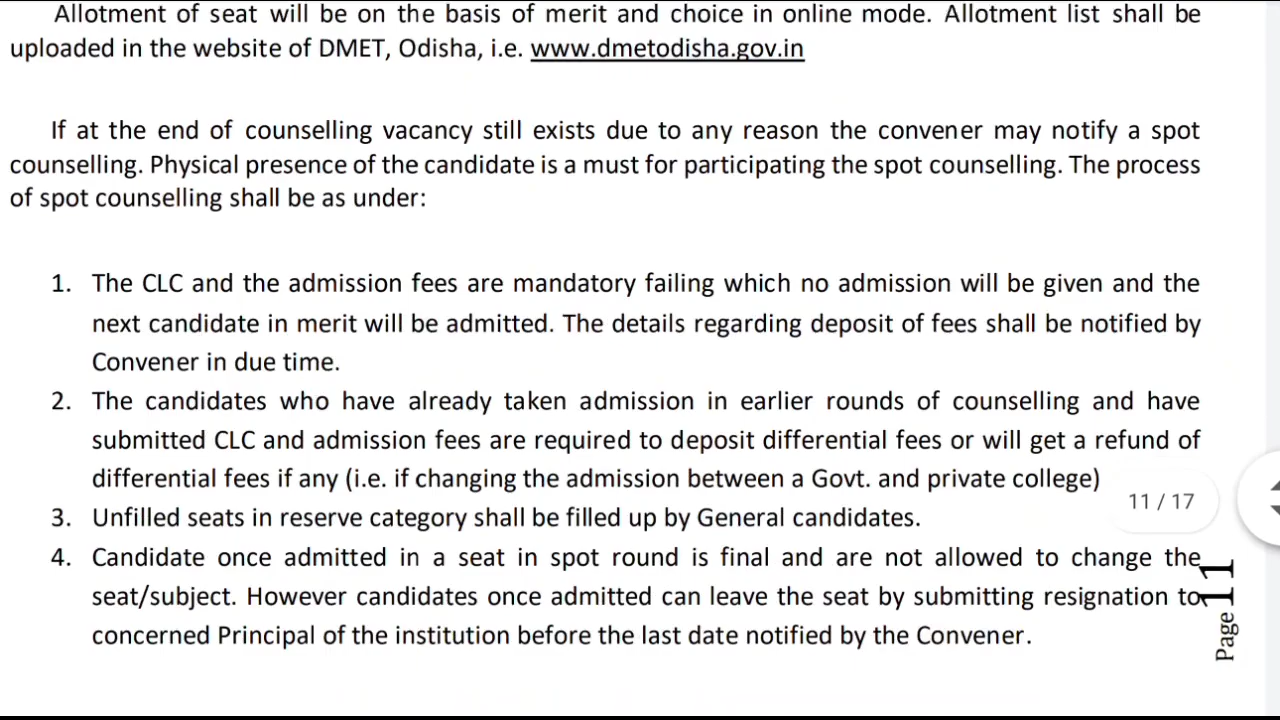 Allotment of seat will be on the basis of merit and choice in online mode. Allotment list shall be
uploaded in the website of DMET, Odisha, i.e. www.dmetodisha.gov.in
If at the end of counselling vacancy still exists due to any reason the convener may notify a spot
counselling. Physical presence of the candidate is a must for participating the spot counselling. The process
of spot counselling shall be as under:
1. The CLC and the admission fees are mandatory failing which no admission will be given and the
next candidate in merit will be admitted. The details regarding deposit of fees shall be notified by
Convener in due time.
2. The candidates who have already taken admission in earlier rounds of counselling and have
submitted CLC and admission fees are required to deposit differential fees or will get a refund of
differential fees if any (i.e. if changing the admission between a Govt. and private college)
11 / 17
3. Unfilled seats in reserve category shall be filled up by General candidates.
4. Candidate once admitted in a seat in spot round is final and are not allowed to change the
seat/subject. However candidates once admitted can leave the seat by submitting resignation to
concerned Principal of the institution before the last date notified by the Convener.
Page 11